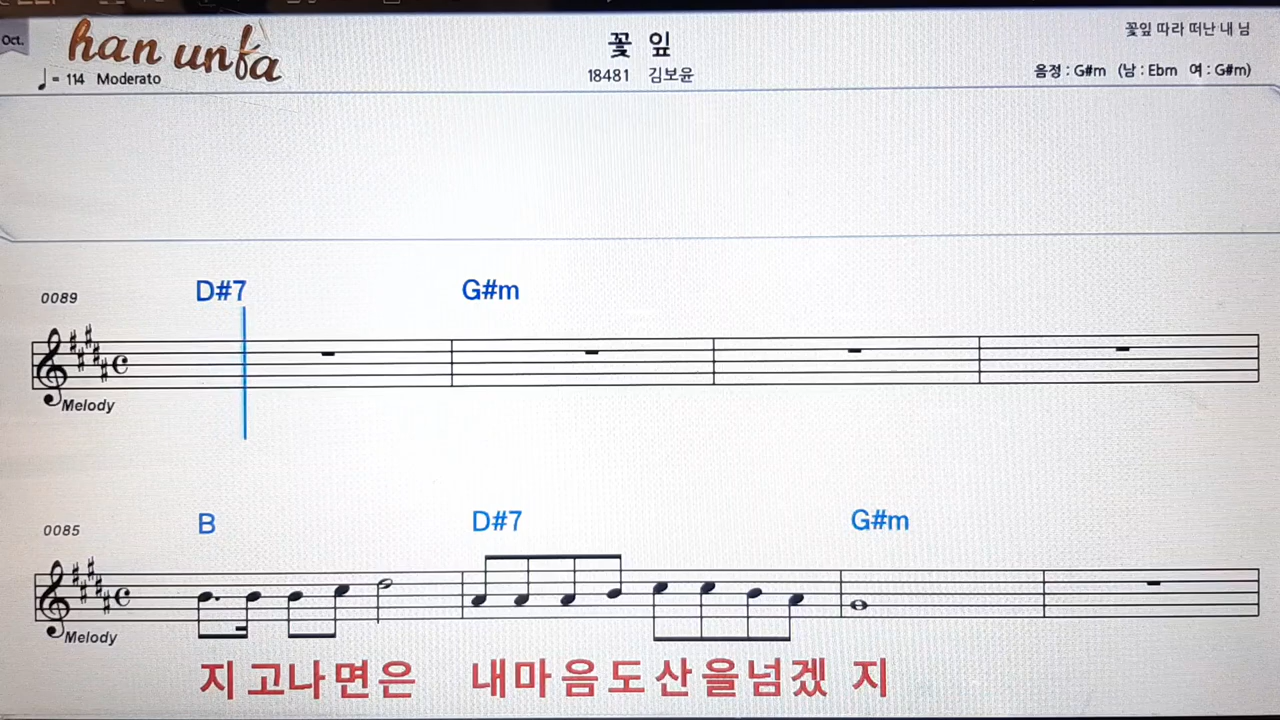 Oct.
han unfa
꽃 잎
꽃잎 따라 떠난 내 님
= 114 Moderato
18481 김보윤
음정 : G#m (남 : Ebm 여 : G#m)
0089
D#7 G#m
Melody
0085
B D#7 G#m
Melody
지고나면은 내마음도산을넘겠 지